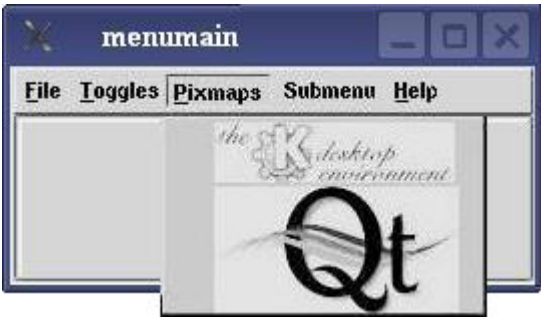 menumain
File Toggles Pixmaps Submenu Help
the K desktop
environment
Qt